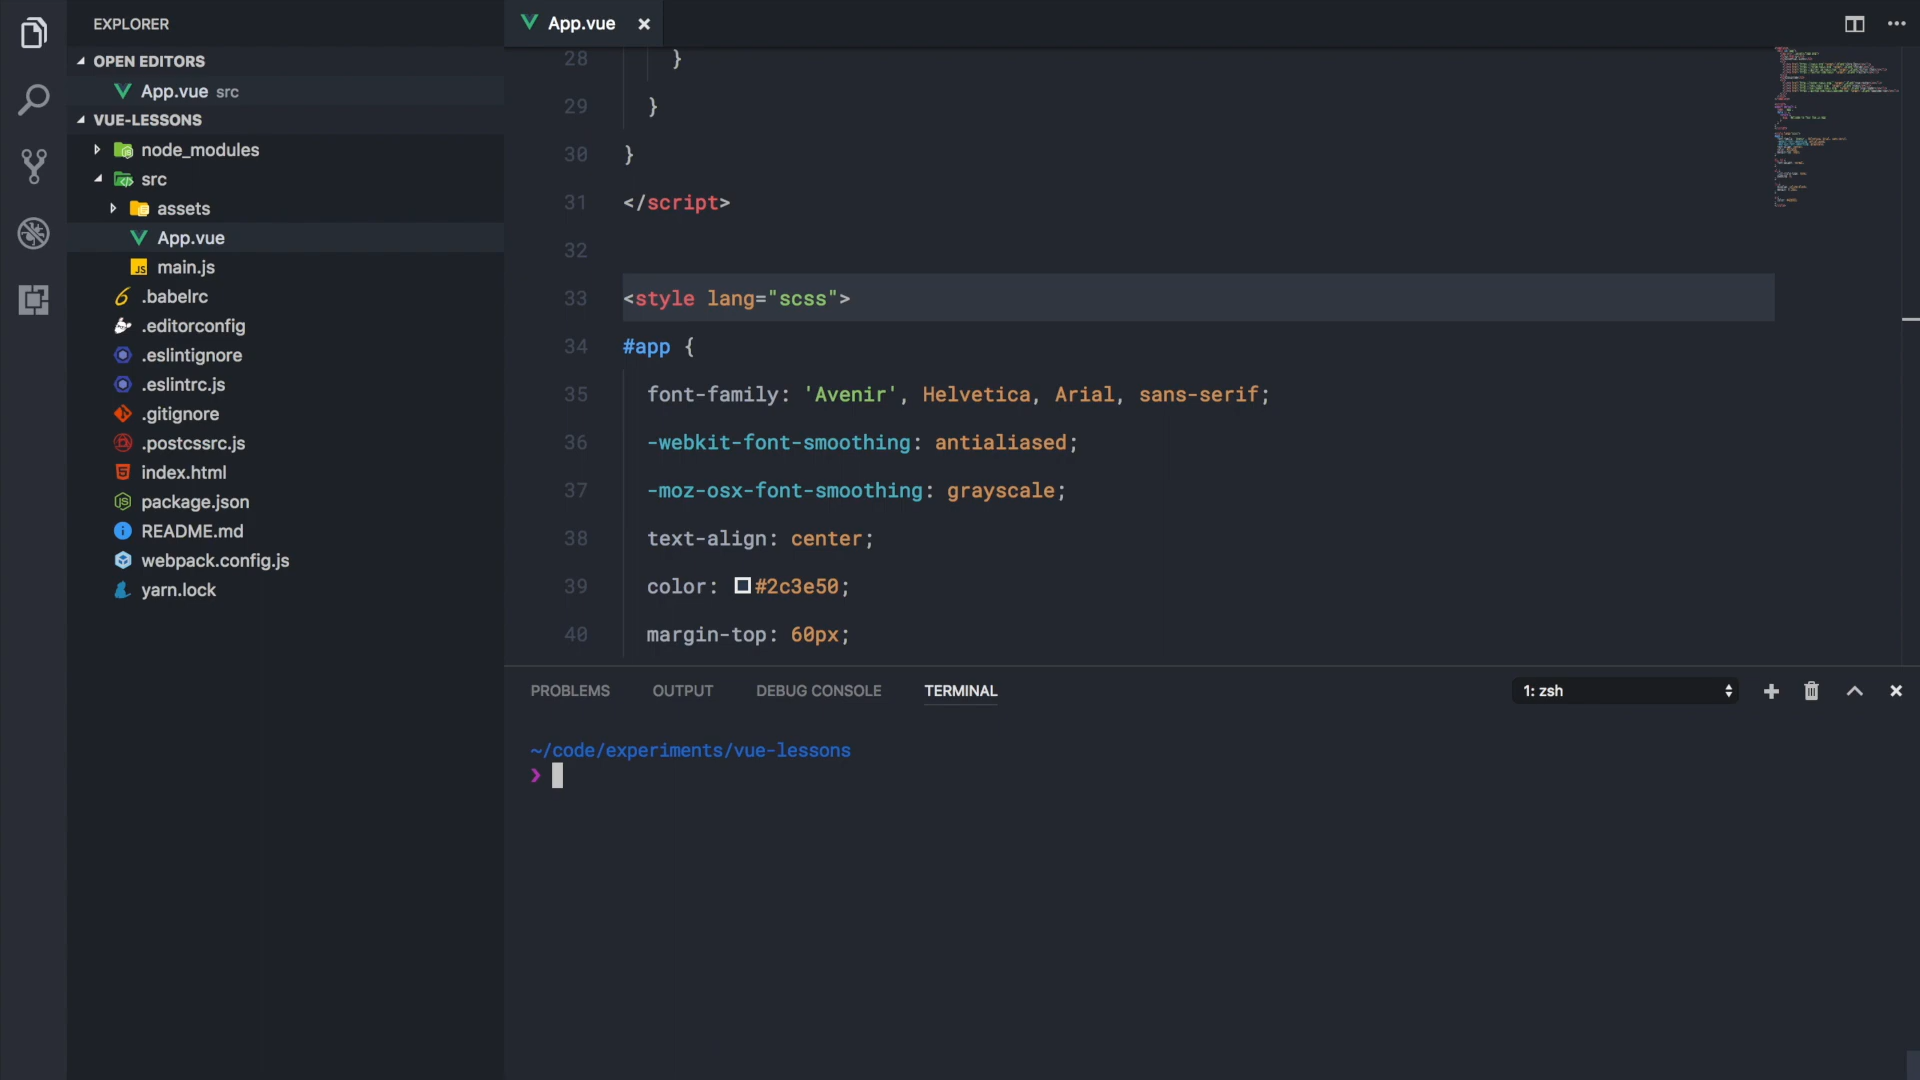 EXPLORER
OPEN EDITORS
App.vue src
VUE-LESSONS
node_modules
src
assets
App.vue
main.js
.babelrc
.editorconfig
.eslintignore
.eslintrc.js
.gitignore
.postcssrc.js
index.html
package.json
README.md
webpack.config.js
yarn.lock
App.vue
28 }
29 }
30 }
31 </script>
32
33 <style lang="scss">
34 #app {
35 font-family: 'Avenir', Helvetica, Arial, sans-serif;
36 -webkit-font-smoothing: antialiased;
37 -moz-osx-font-smoothing: grayscale;
38 text-align: center;
39 color: #2c3e50;
40 margin-top: 60px;
PROBLEMS OUTPUT DEBUG CONSOLE TERMINAL 1: zsh
~/code/experiments/vue-lessons
❯